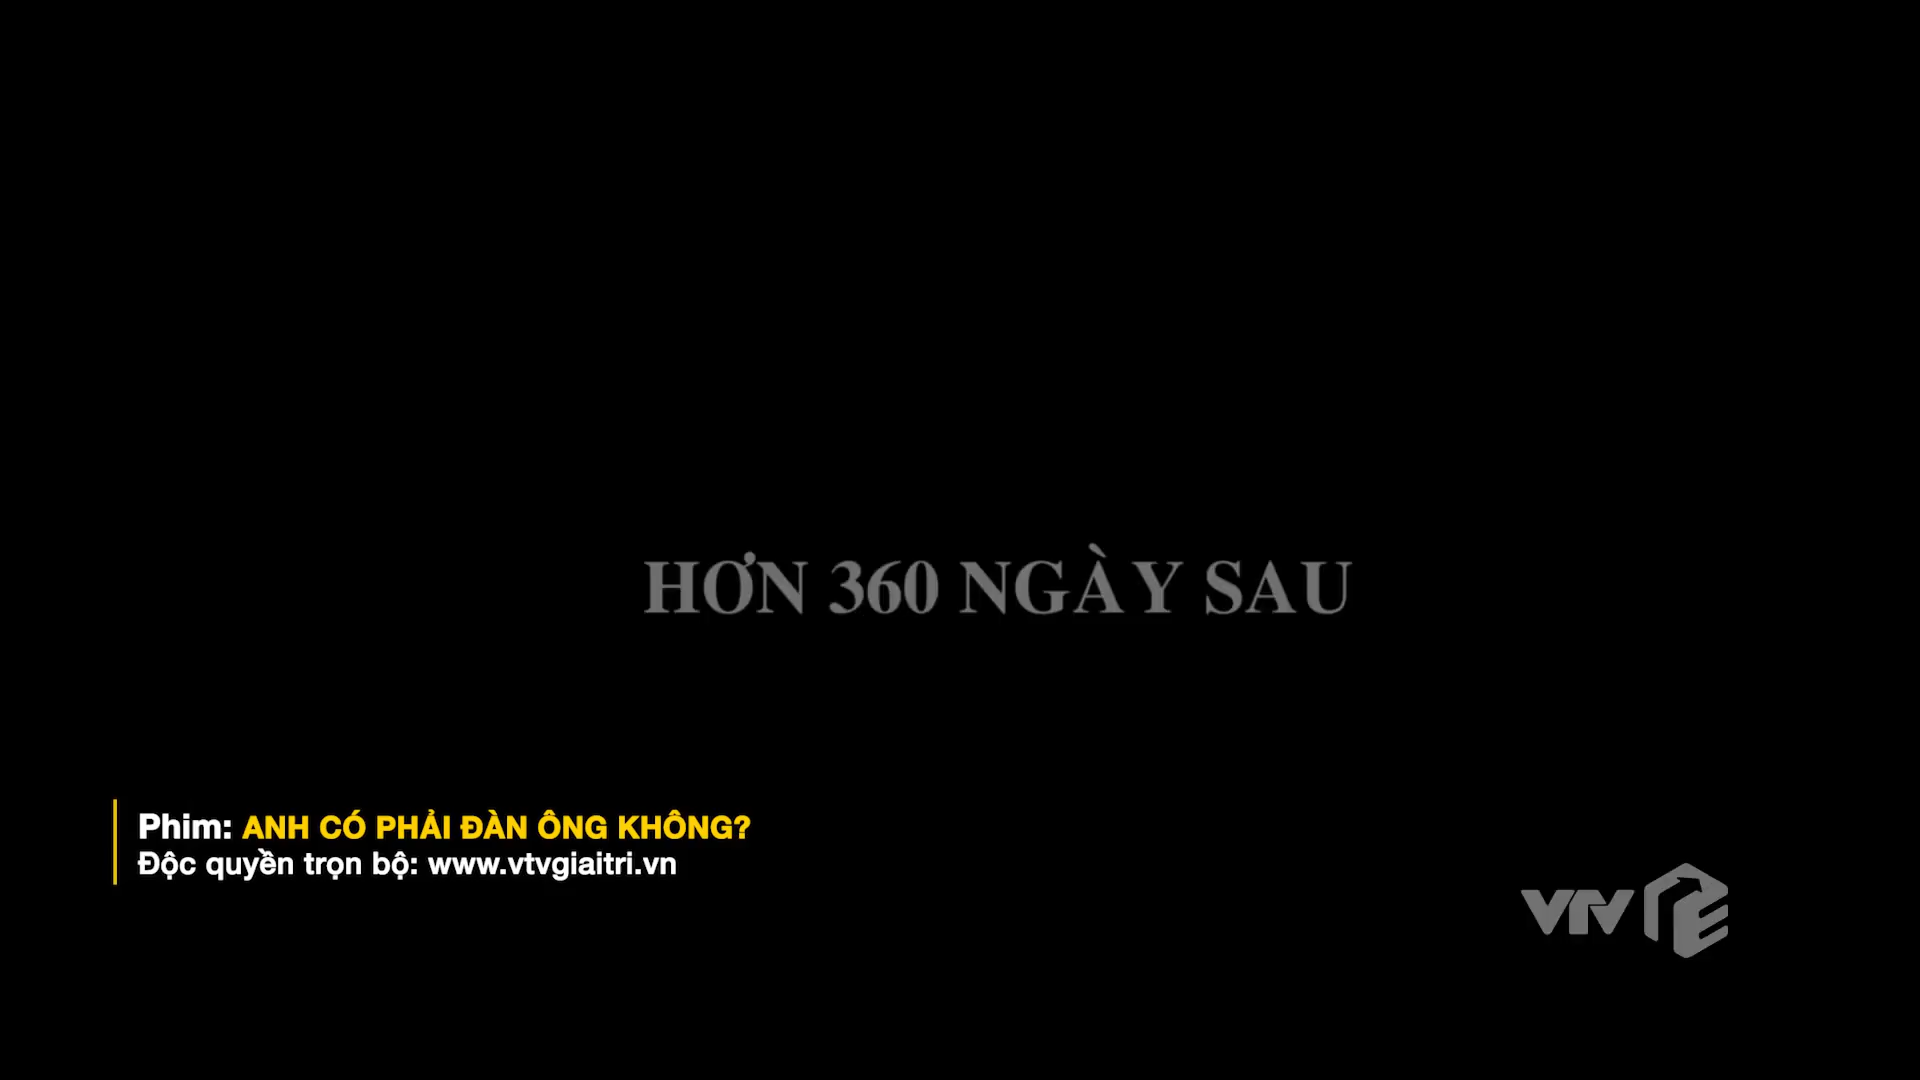 HƠN 360 NGÀY SAU
Phim: ANH CÓ PHẢI ĐÀN ÔNG KHÔNG?
Độc quyền trọn bộ: www.vtvgiaitri.vn
VTV